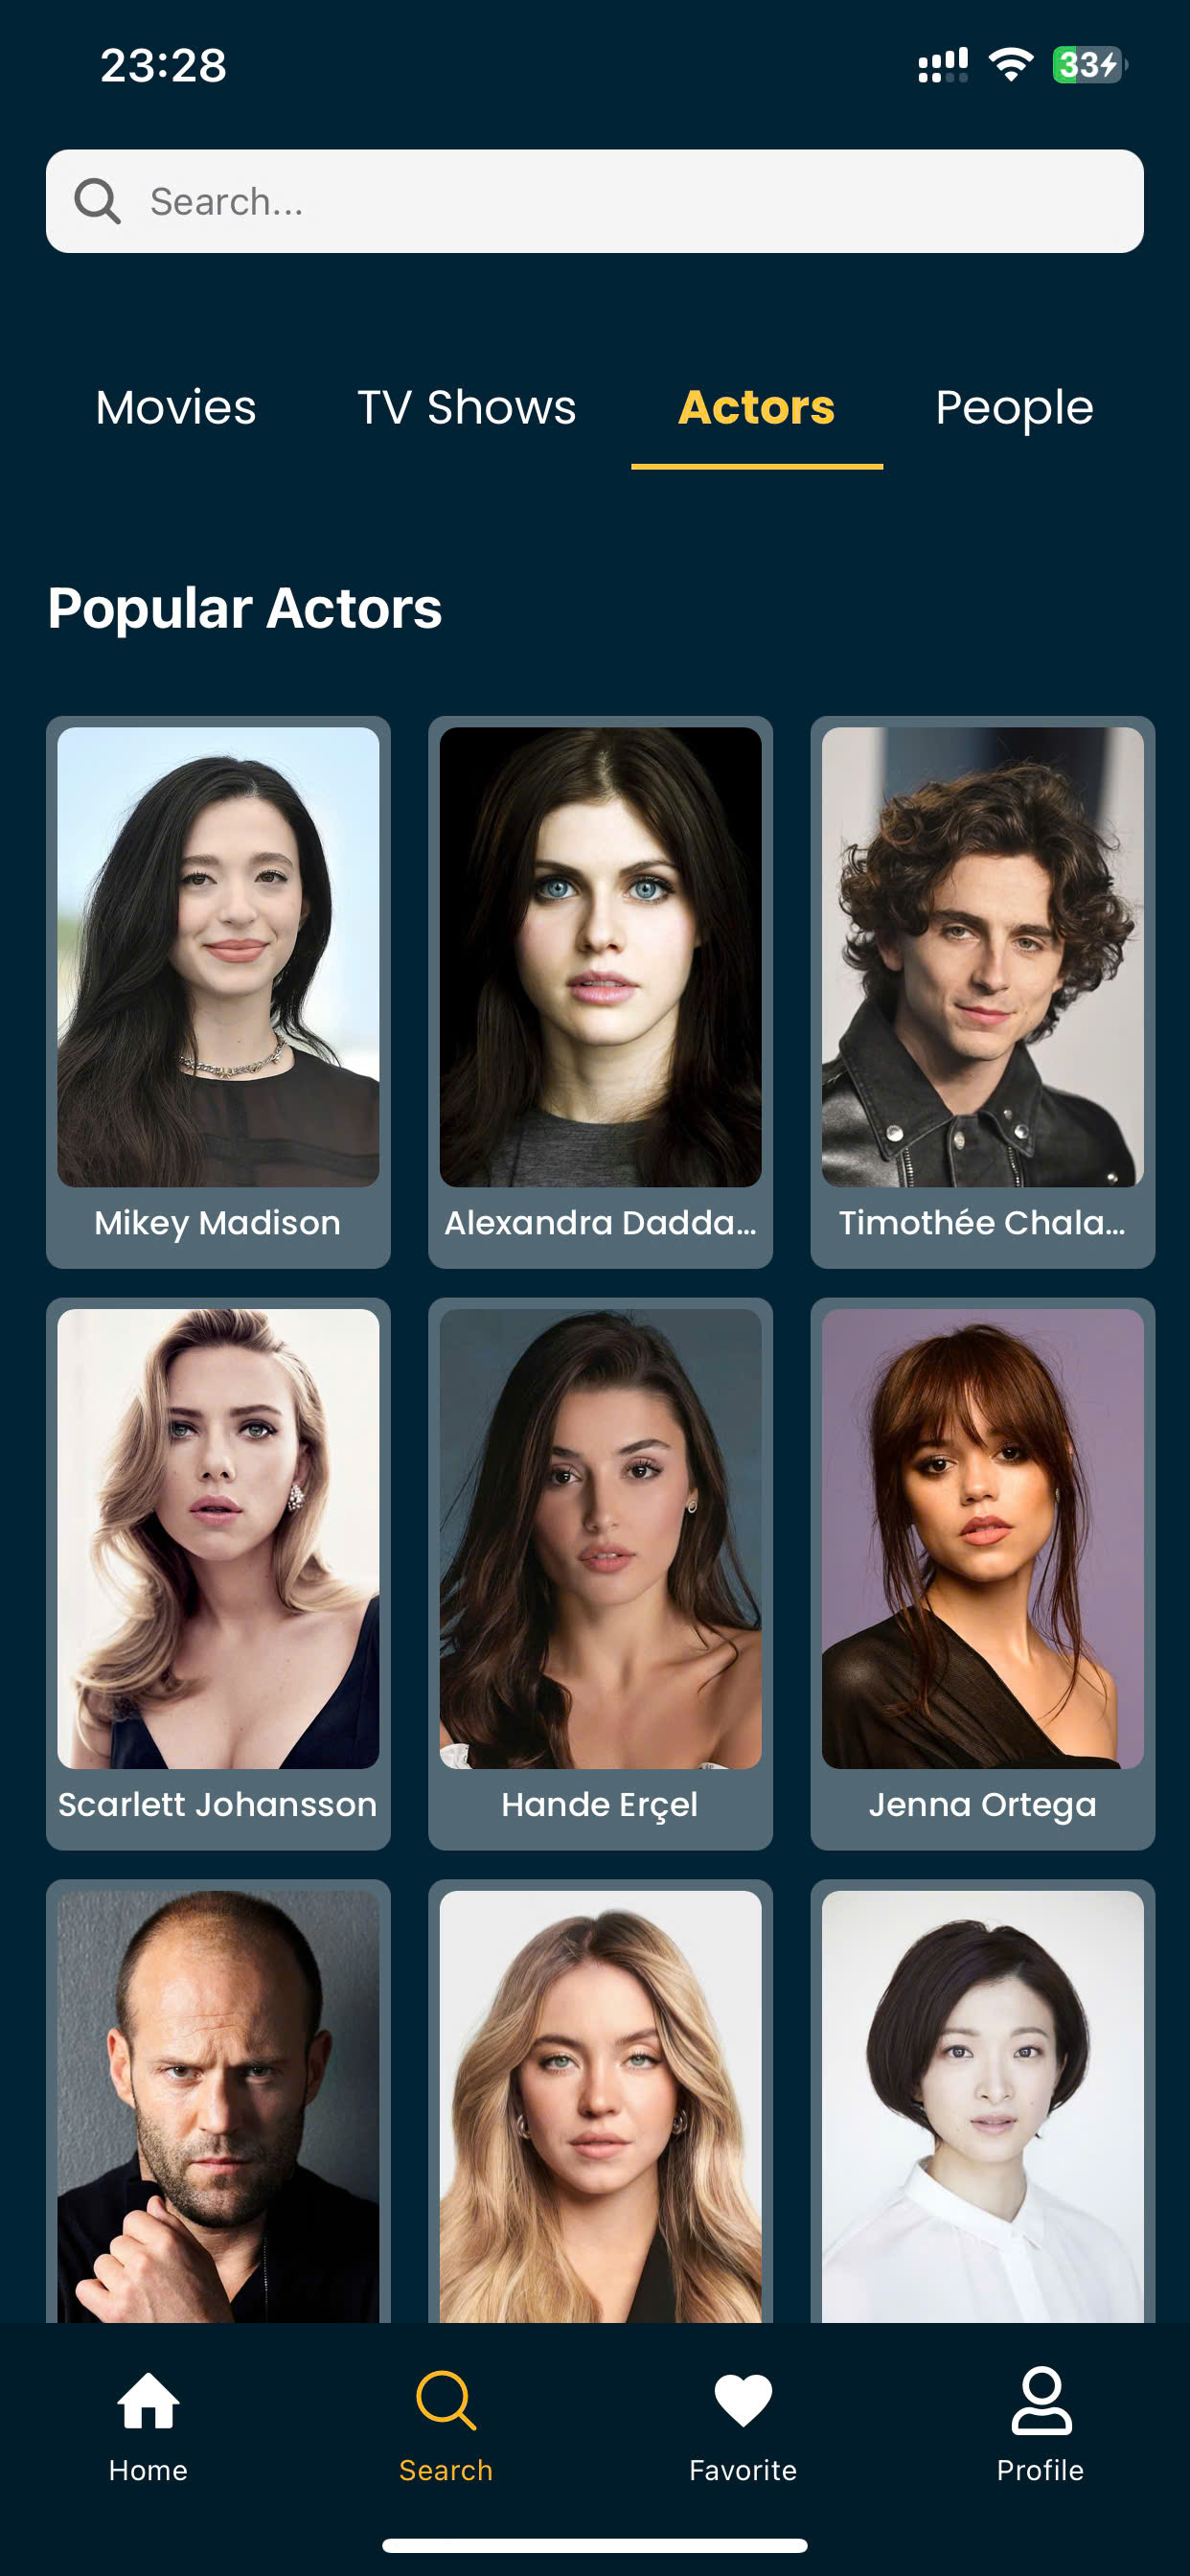 23:28
33
Search...
Movies TV Shows Actors People
Popular Actors
Mikey Madison Alexandra Dadda... Timothée Chala...
Scarlett Johansson Hande Erçel Jenna Ortega
Home Search Favorite Profile